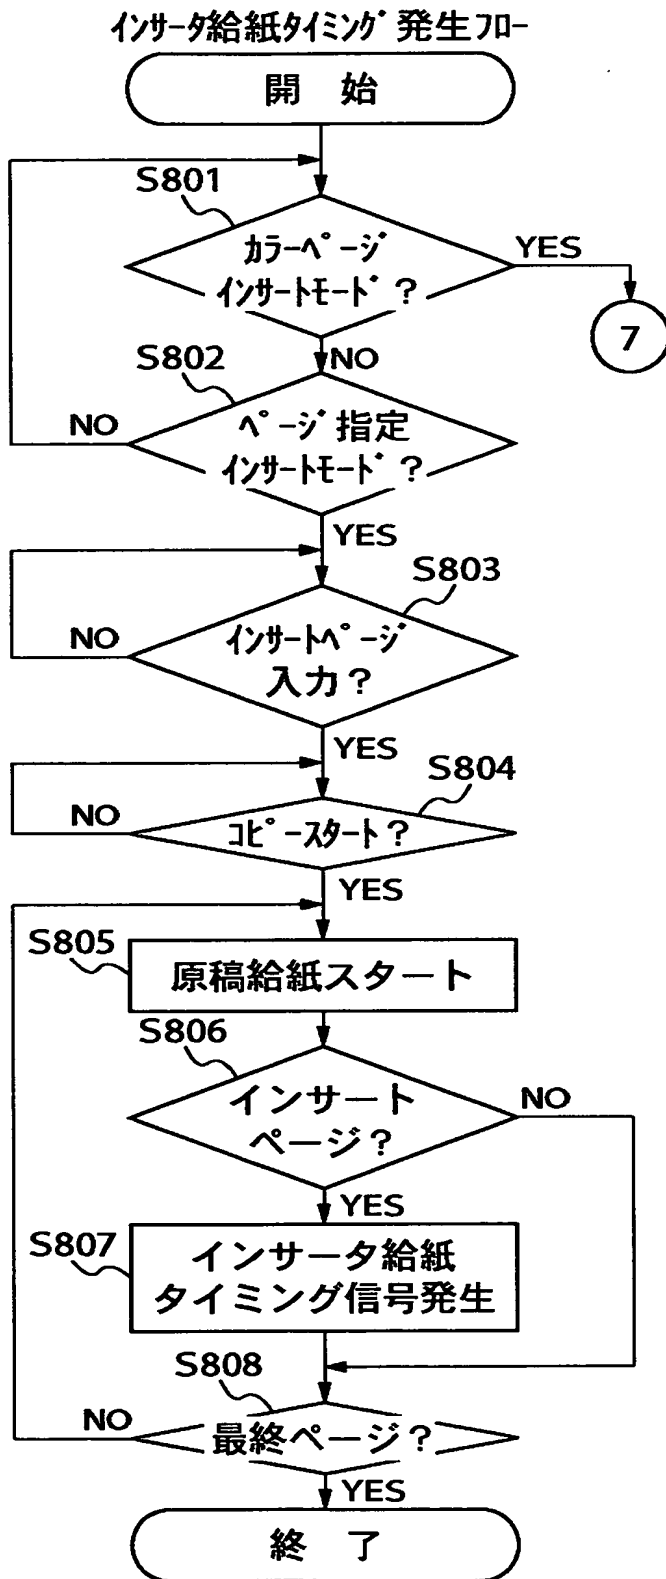 インサータ給紙タイミング発生フロー
開 始
S801
カラーページ
インサートモード?
YES
7
NO
S802
ページ指定
インサートモード?
NO
YES
S803
インサートページ
入力?
NO
YES
S804
コピースタート?
NO
YES
S805
原稿給紙スタート
S806
インサート
ページ?
NO
YES
S807
インサータ給紙
タイミング信号発生
S808
最終ページ?
NO
YES
終 了